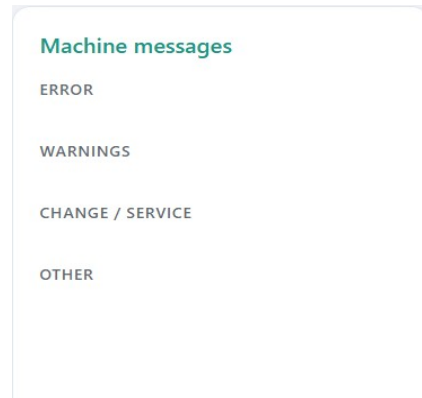 Machine messages
ERROR
WARNINGS
CHANGE / SERVICE
OTHER